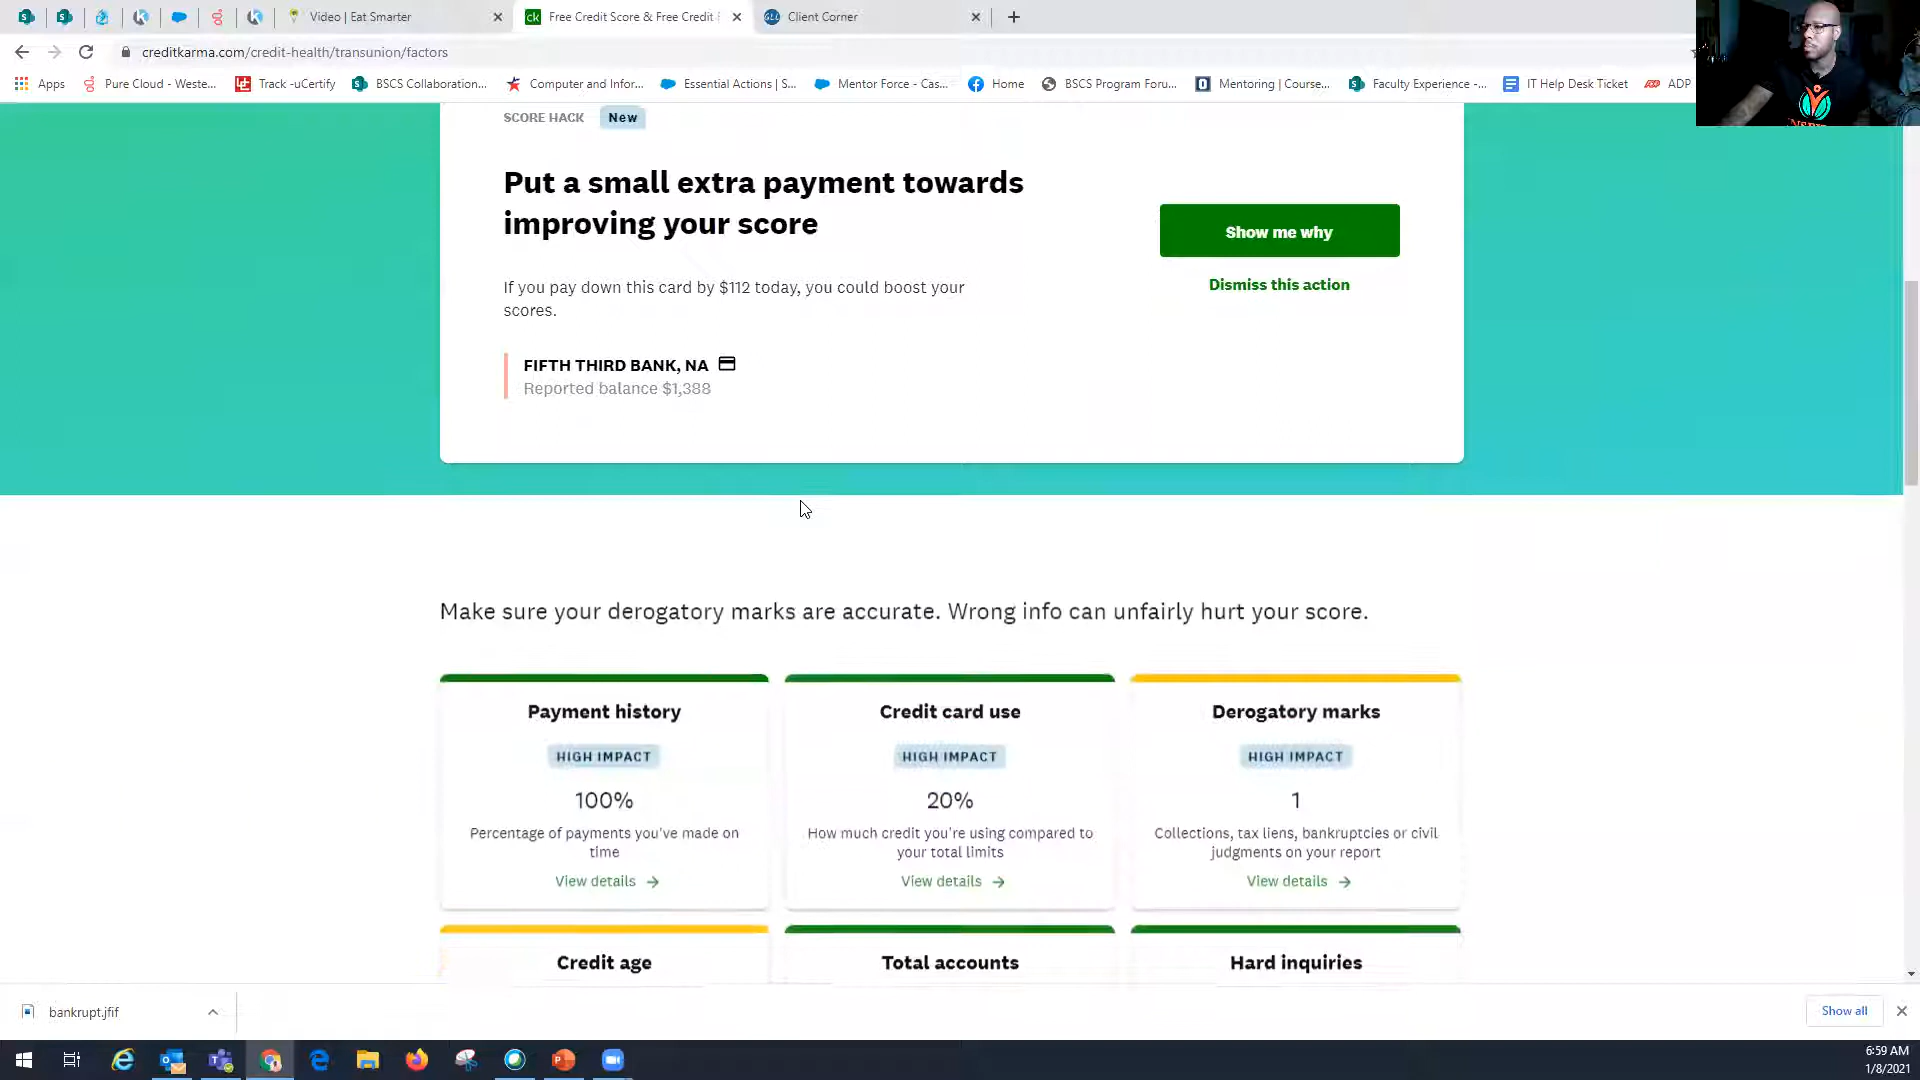 Video | Eat Smarter
ck
Free Credit Score & Free Credit
GLL
Client Corner
creditkarma.com/credit-health/transunion/factors
Apps
Pure Cloud - Weste...
Track -uCertify
BSCS Collaboration...
Computer and Infor...
Essential Actions | S...
Mentor Force - Cas...
Home
BSCS Program Foru...
Mentoring | Course...
Faculty Experience -...
IT Help Desk Ticket
ADP
SCORE HACK
New
Put a small extra payment towards
improving your score
Show me why
Dismiss this action
If you pay down this card by $112 today, you could boost your
scores.
FIFTH THIRD BANK, NA
Reported balance $1,388
Make sure your derogatory marks are accurate. Wrong info can unfairly hurt your score.
Payment history
HIGH IMPACT
100%
Percentage of payments you've made on
time
View details
Credit card use
HIGH IMPACT
20%
How much credit you're using compared to
your total limits
View details
Derogatory marks
HIGH IMPACT
1
Collections, tax liens, bankruptcies or civil
judgments on your report
View details
Credit age
Total accounts
Hard inquiries
bankrupt.jfif
Show all
6:59 AM
1/8/2021